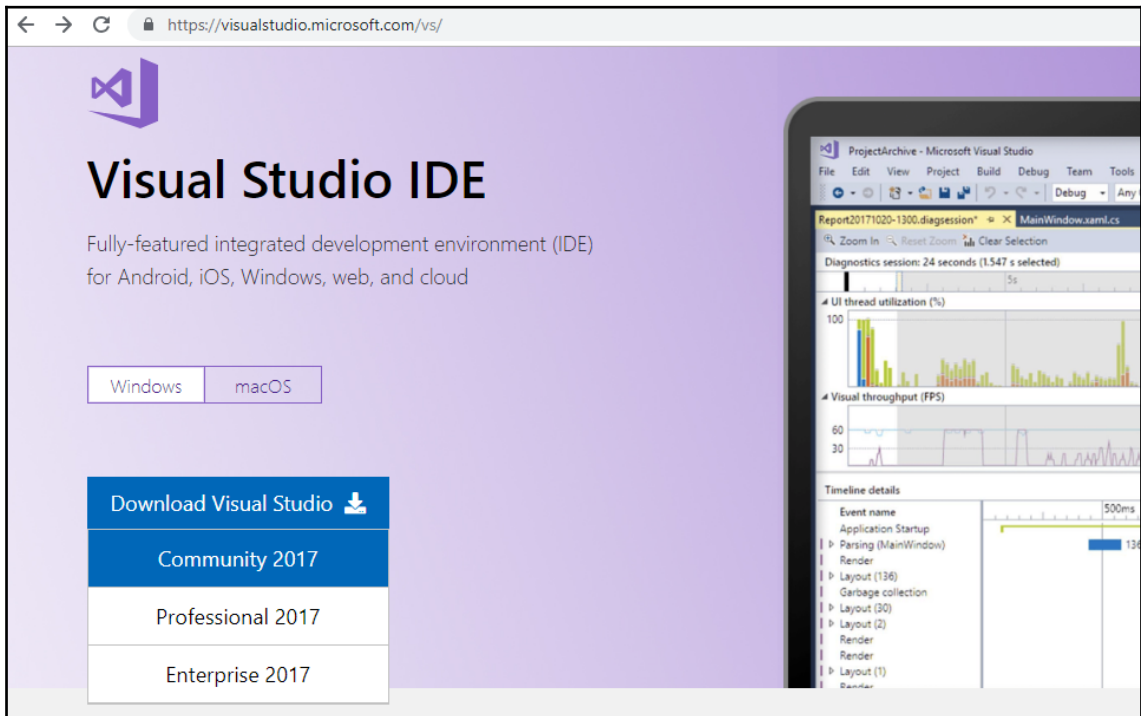 https://visualstudio.microsoft.com/vs/
Visual Studio IDE
Fully-featured integrated development environment (IDE)
for Android, iOS, Windows, web, and cloud
Windows macOS
Download Visual Studio
Community 2017
Professional 2017
Enterprise 2017
ProjectArchive - Microsoft Visual Studio
File Edit View Project Build Debug Team Tools
Debug Any
Report20171020-1300.diagsession* MainWindow.xaml.cs
Zoom In Reset Zoom Clear Selection
Diagnostics session: 24 seconds (1.547 s selected)
5s
UI thread utilization (%)
100
Visual throughput (FPS)
60
30
Timeline details
Event name 500ms
Application Startup
Parsing (MainWindow) 136
Render
Layout (136)
Garbage collection
Layout (30)
Layout (2)
Render
Render
Layout (1)
Render